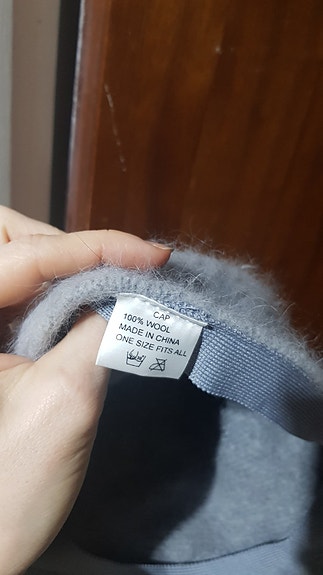 CAP
100% WOOL
MADE IN CHINA
ONE SIZE FITS ALL